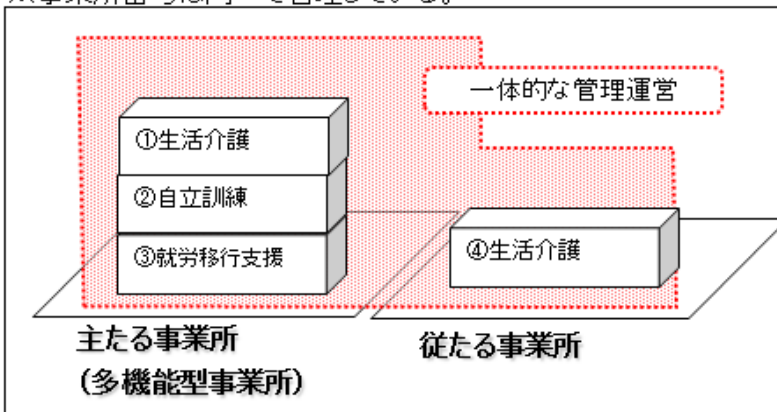 一体的な管理運営
①生活介護
②自立訓練
③就労移行支援
④生活介護
主たる事業所
（多機能型事業所）
従たる事業所